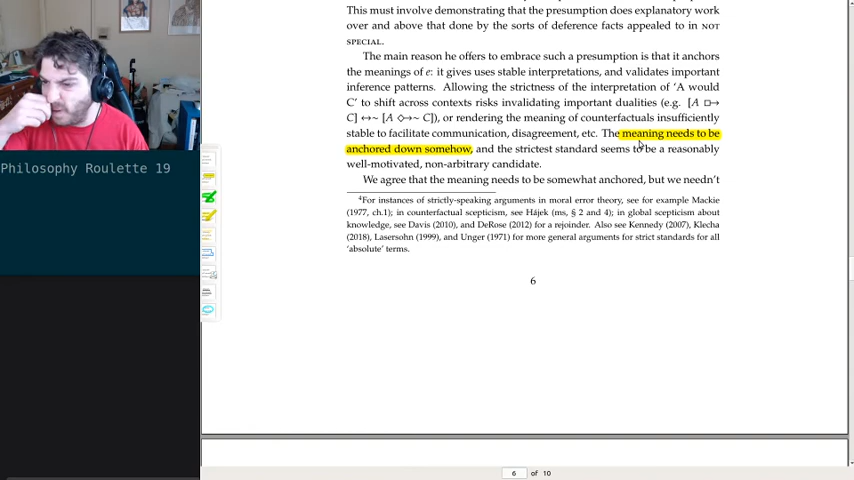 This must involve demonstrating that the presumption does explanatory work
over and above that done by the sorts of deference facts appealed to in NOT
SPECIAL.
The main reason he offers to embrace such a presumption is that it anchors
the meanings of e: it gives uses stable interpretations, and validates important
inference patterns. Allowing the strictness of the interpretation of ‘A would
C’ to shift across contexts risks invalidating important dualities (e.g. [A □→
C] ↔∼ [A ◇→∼ C]), or rendering the meaning of counterfactuals insufficiently
stable to facilitate communication, disagreement, etc. The meaning needs to be
anchored down somehow, and the strictest standard seems to be a reasonably
well-motivated, non-arbitrary candidate.
We agree that the meaning needs to be somewhat anchored, but we needn’t
⁴For instances of strictly-speaking arguments in moral error theory, see for example Mackie
(1977, ch.1); in counterfactual scepticism, see Hájek (ms, § 2 and 4); in global scepticism about
knowledge, see Davis (2010), and DeRose (2012) for a rejoinder. Also see Kennedy (2007), Klecha
(2018), Lasersohn (1999), and Unger (1971) for more general arguments for strict standards for all
‘absolute’ terms.
6
Philosophy Roulette 19
6 of 10